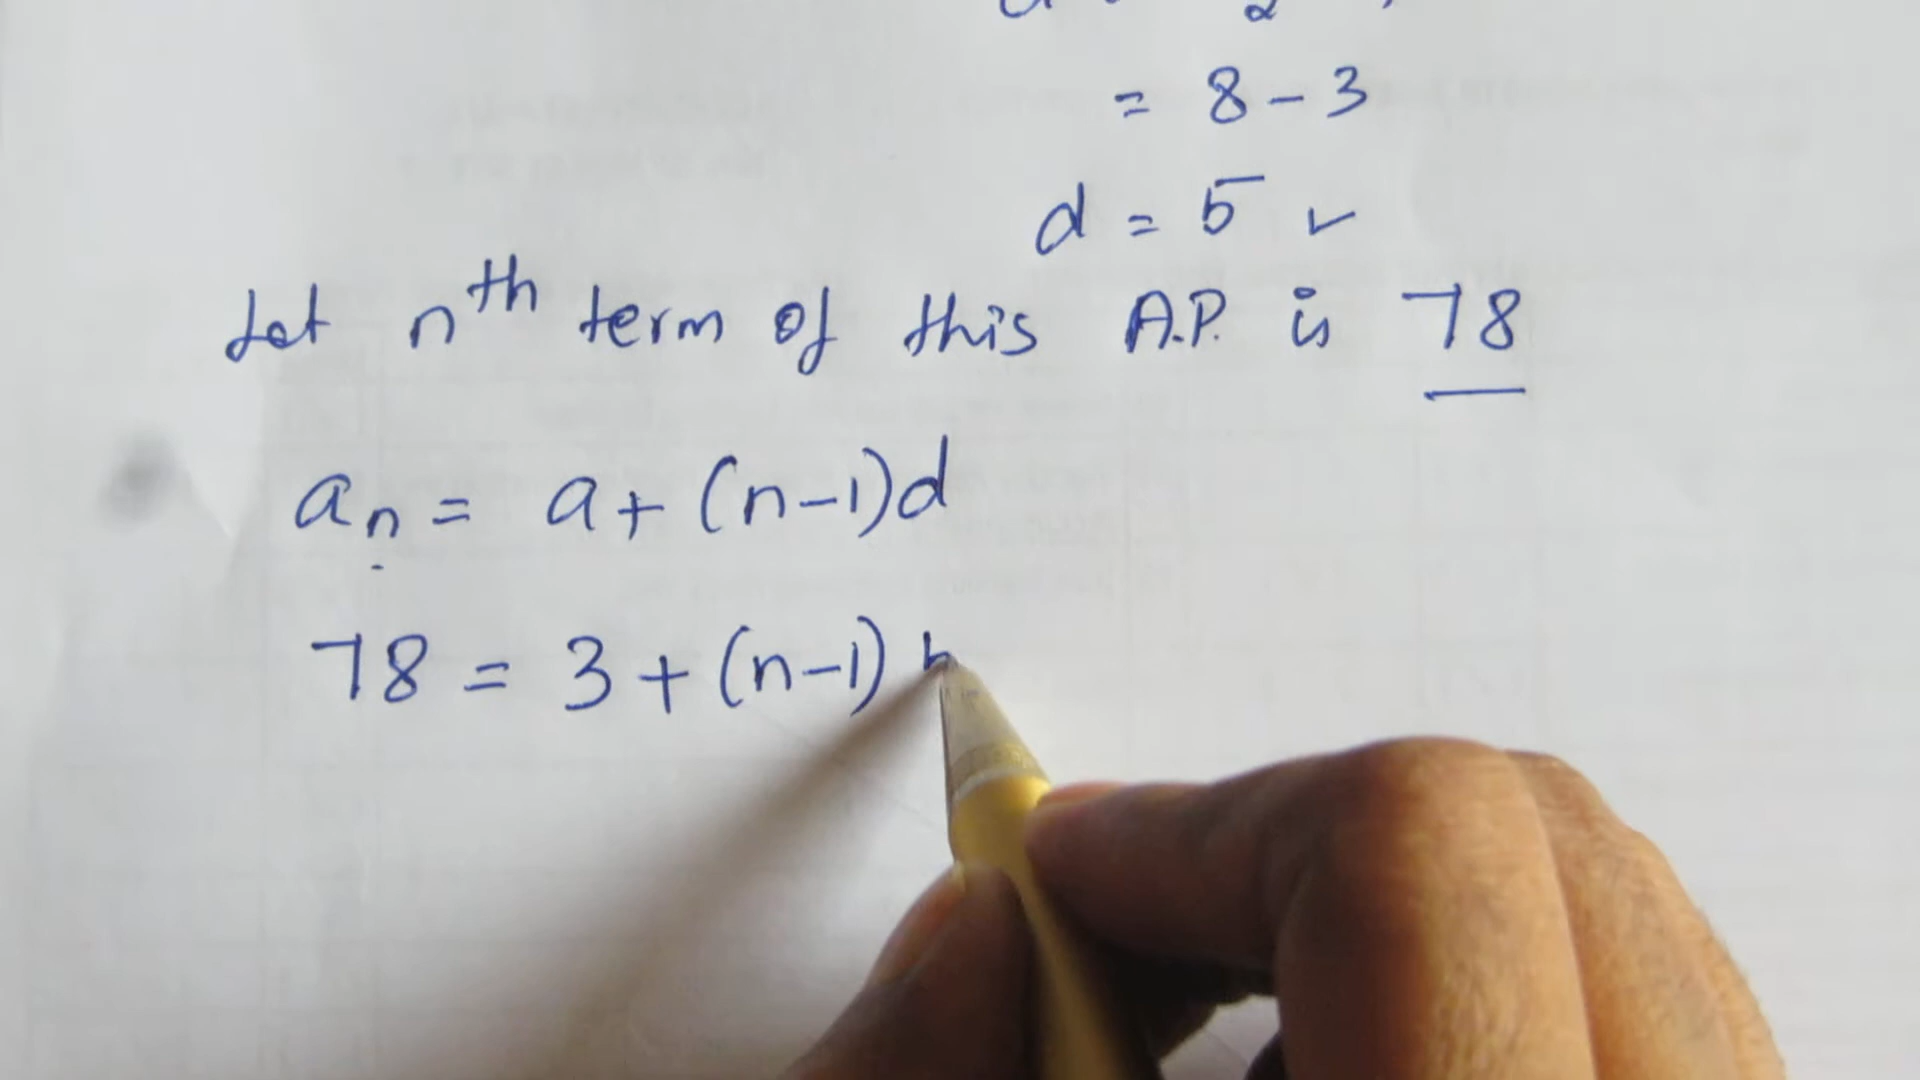 = 8 - 3
d = 5 ✓
Let nth term of this A.P. is 78
an = a + (n-1)d
78 = 3 + (n-1)